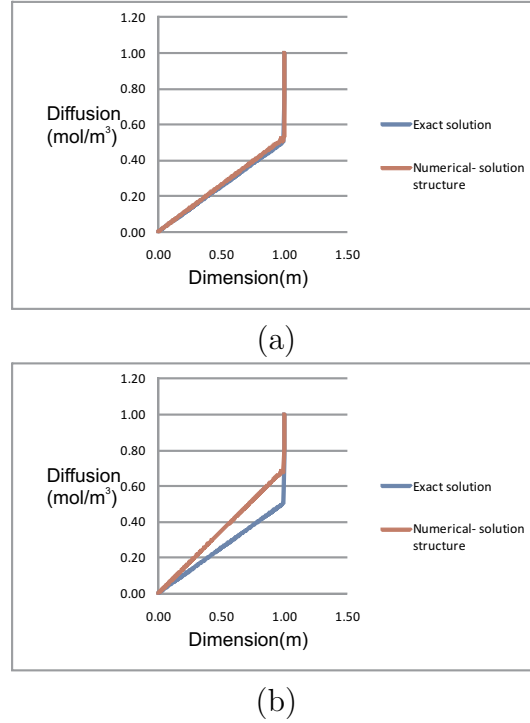 1.20
1.00
0.80
Diffusion
0.60
(mol/m³)
0.40
0.20
0.00
0.00 0.50 1.00 1.50
Dimension(m)
Exact solution
Numerical- solution
structure
(a)
1.20
1.00
0.80
Diffusion
0.60
(mol/m³)
0.40
0.20
0.00
0.00 0.50 1.00 1.50
Dimension(m)
Exact solution
Numerical- solution
structure
(b)